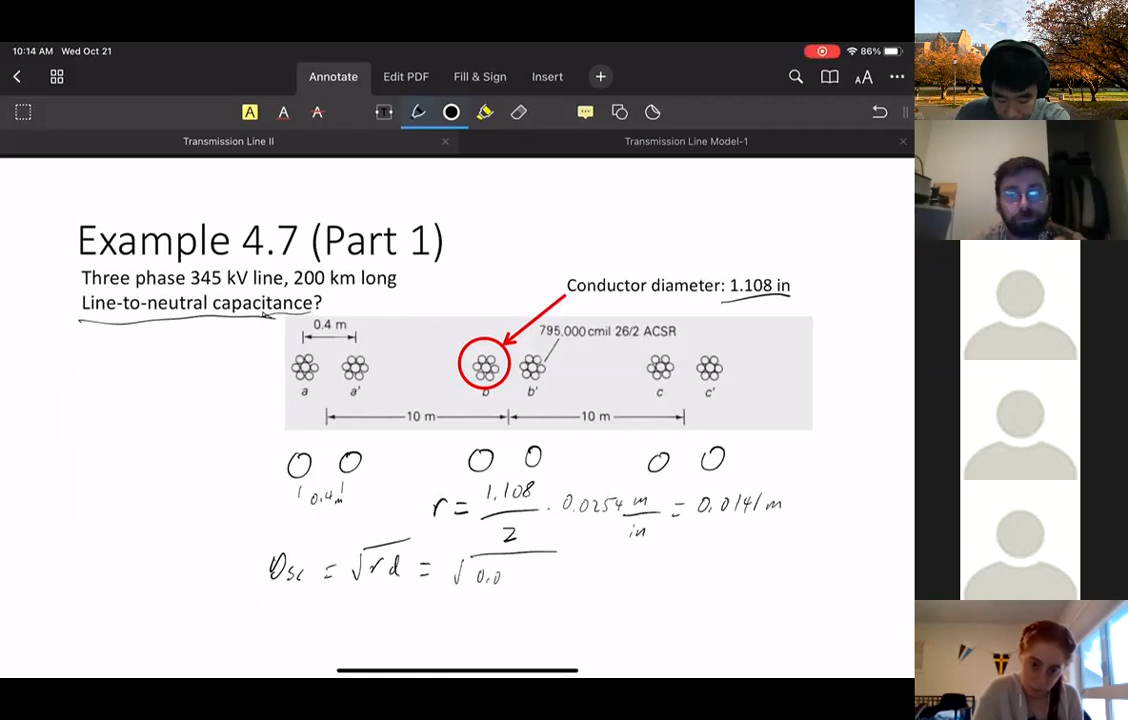 10:14 AM Wed Oct 21
86%
Annotate Edit PDF Fill & Sign Insert
Transmission Line II
Transmission Line Model-1
Example 4.7 (Part 1)
Three phase 345 kV line, 200 km long
Line-to-neutral capacitance?
Conductor diameter: 1.108 in
0.4 m
795.000 cmil 26/2 ACSR
a a' b b' c c'
10 m 10 m
0.4 m
r = 1.108 / 2 · 0.0254 m / in = 0.0141 m
Dsc = √rd = √0.0